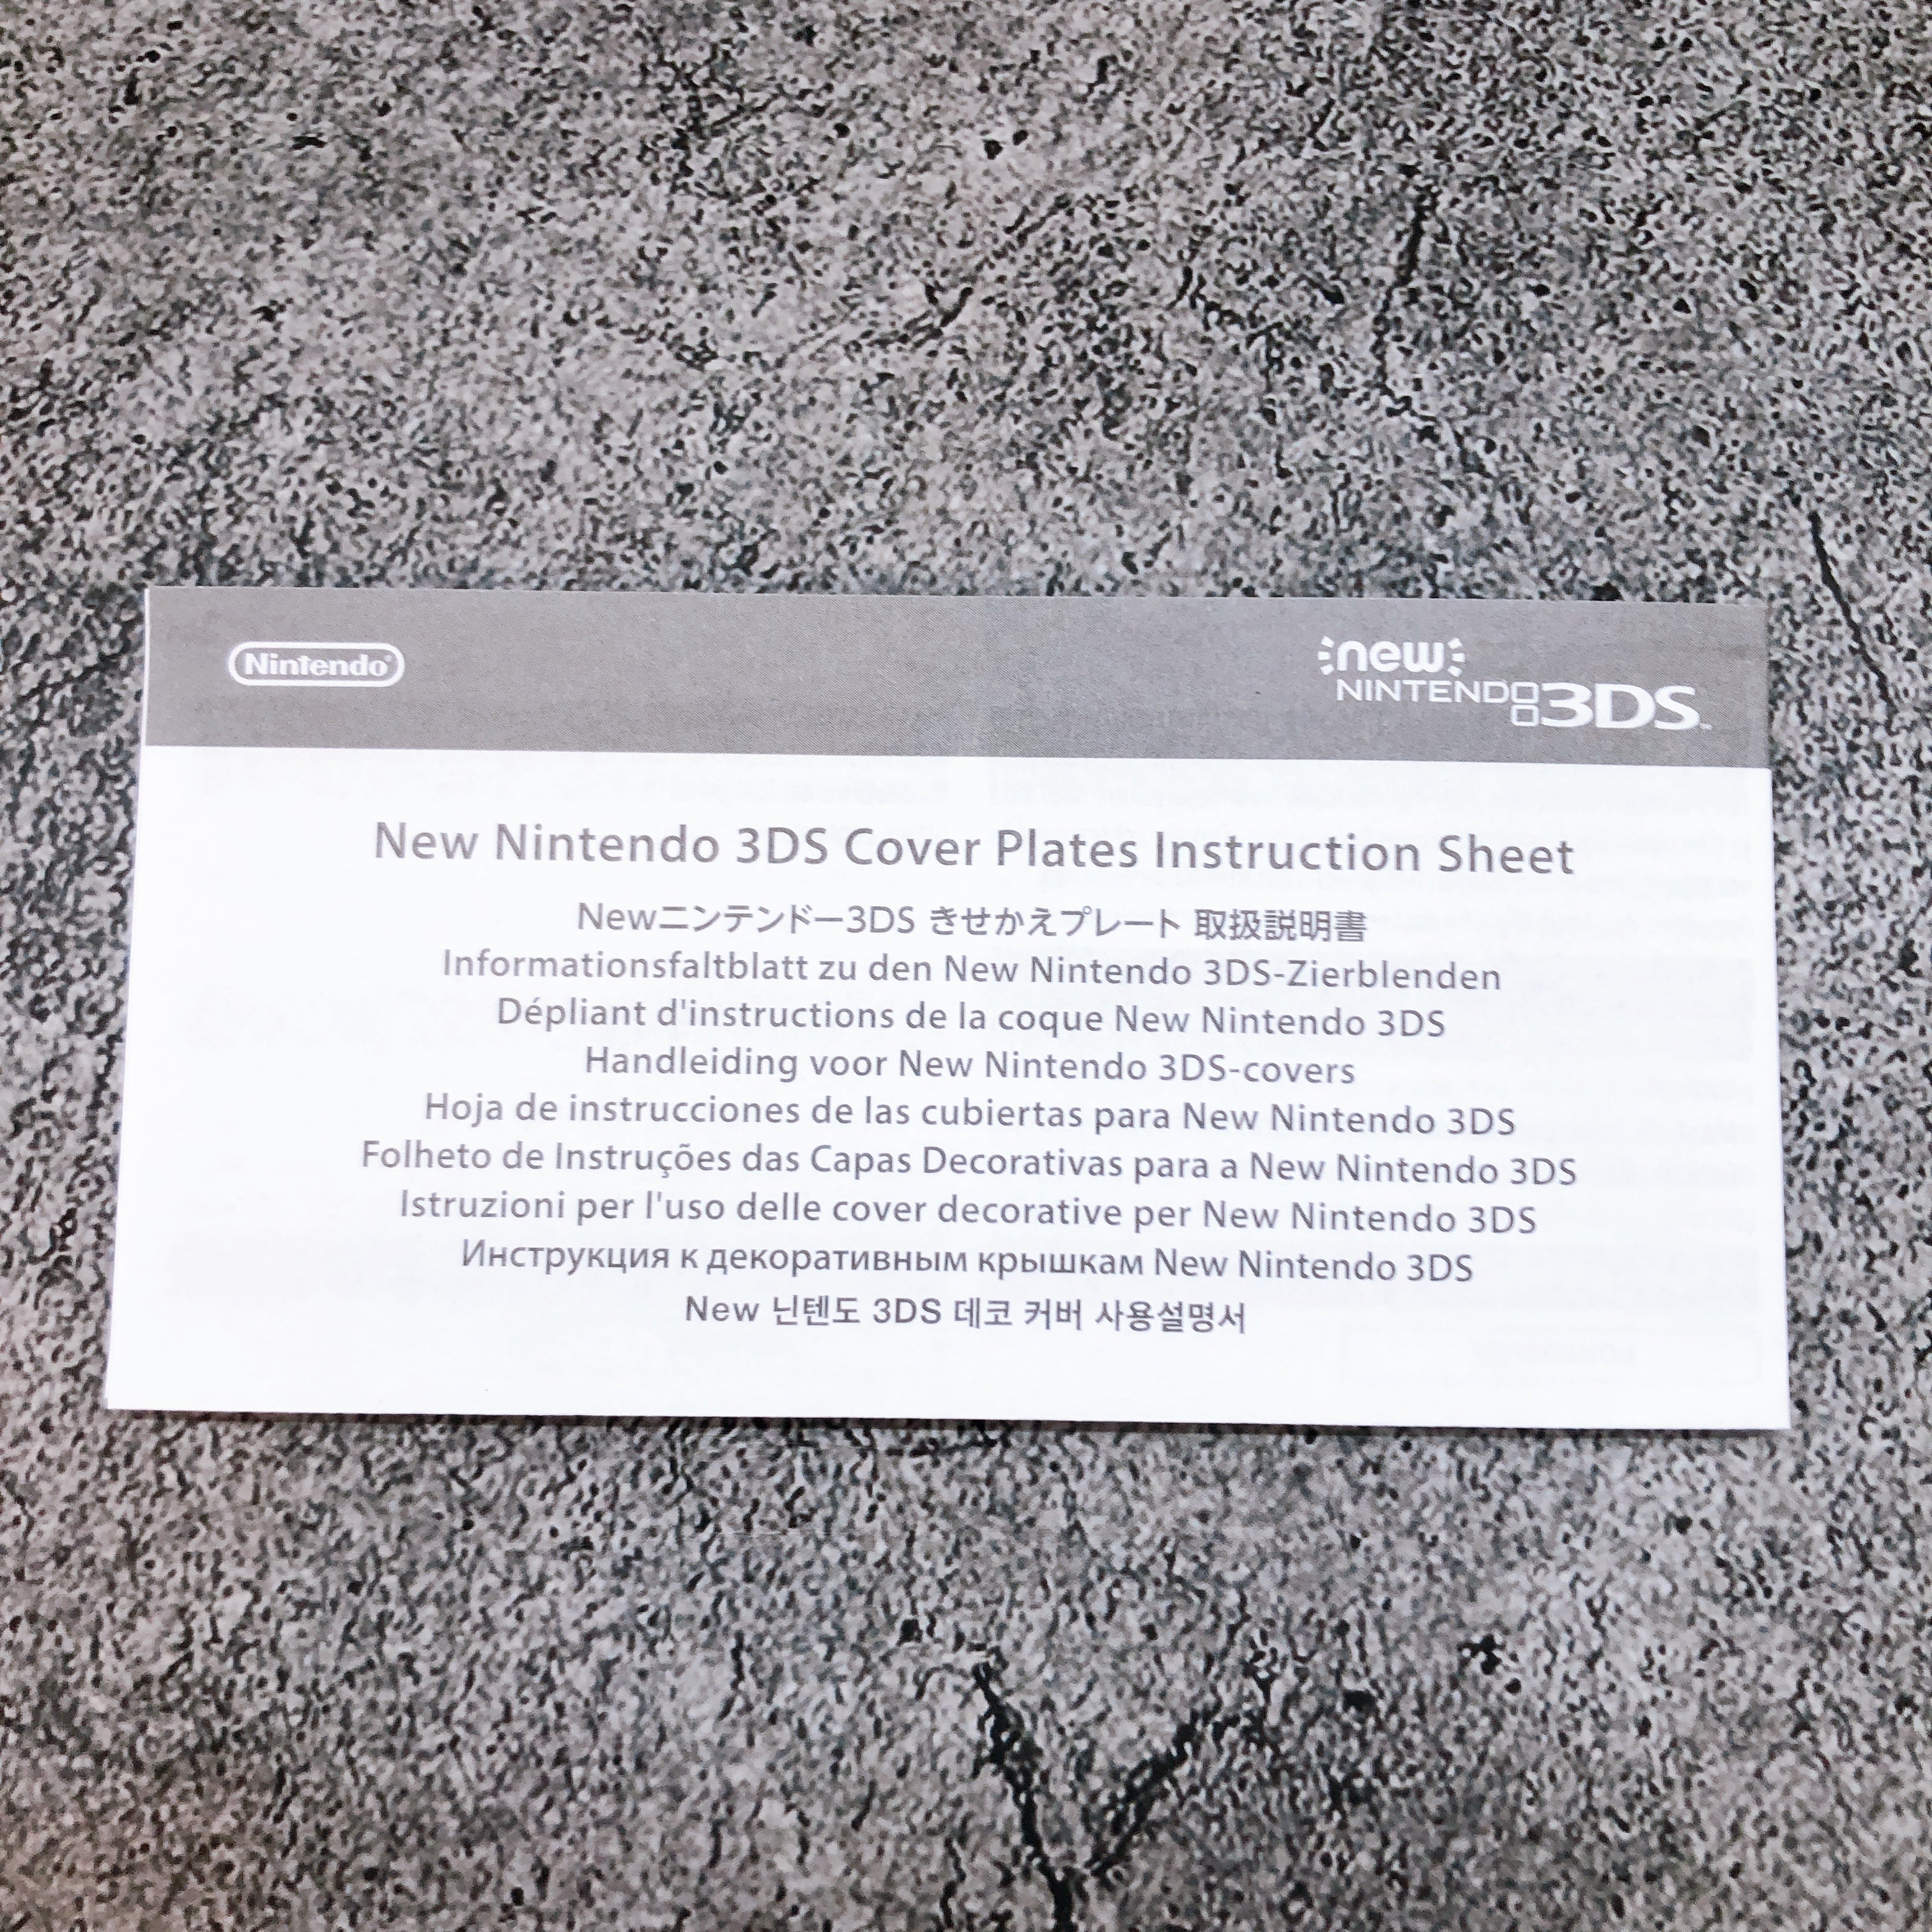 Nintendo®
new
NINTENDO 3DS™
New Nintendo 3DS Cover Plates Instruction Sheet
Newニンテンドー3DS きせかえプレート 取扱説明書
Informationsfaltblatt zu den New Nintendo 3DS-Zierblenden
Dépliant d'instructions de la coque New Nintendo 3DS
Handleiding voor New Nintendo 3DS-covers
Hoja de instrucciones de las cubiertas para New Nintendo 3DS
Folheto de Instruções das Capas Decorativas para a New Nintendo 3DS
Istruzioni per l'uso delle cover decorative per New Nintendo 3DS
Инструкция к декоративным крышкам New Nintendo 3DS
New 닌텐도 3DS 데코 커버 사용설명서